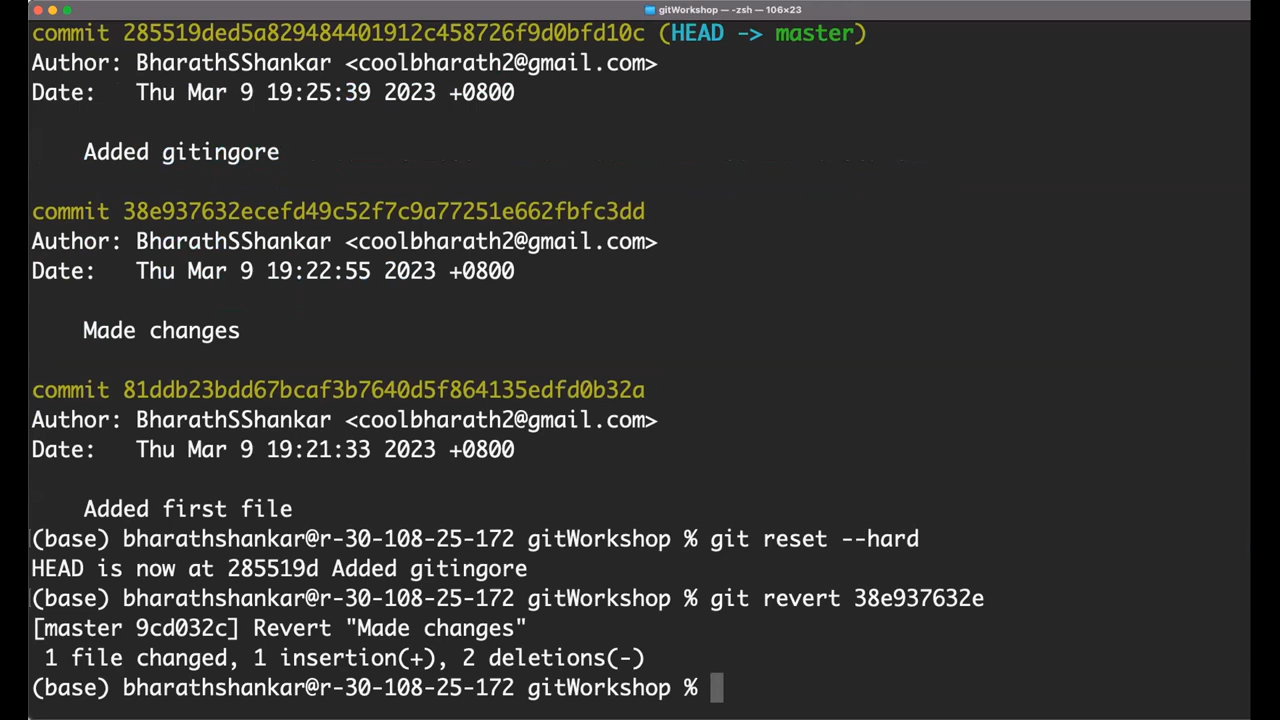 gitWorkshop — -zsh — 106×23
commit 285519ded5a829484401912c458726f9d0bfd10c (HEAD -> master)
Author: BharathSShankar <coolbharath2@gmail.com>
Date:   Thu Mar 9 19:25:39 2023 +0800
Added gitingore
commit 38e937632ecefd49c52f7c9a77251e662fbfc3dd
Author: BharathSShankar <coolbharath2@gmail.com>
Date:   Thu Mar 9 19:22:55 2023 +0800
Made changes
commit 81ddb23bdd67bcaf3b7640d5f864135edfd0b32a
Author: BharathSShankar <coolbharath2@gmail.com>
Date:   Thu Mar 9 19:21:33 2023 +0800
Added first file
(base) bharathshankar@r-30-108-25-172 gitWorkshop % git reset --hard
HEAD is now at 285519d Added gitingore
(base) bharathshankar@r-30-108-25-172 gitWorkshop % git revert 38e937632e
[master 9cd032c] Revert "Made changes"
1 file changed, 1 insertion(+), 2 deletions(-)
(base) bharathshankar@r-30-108-25-172 gitWorkshop %